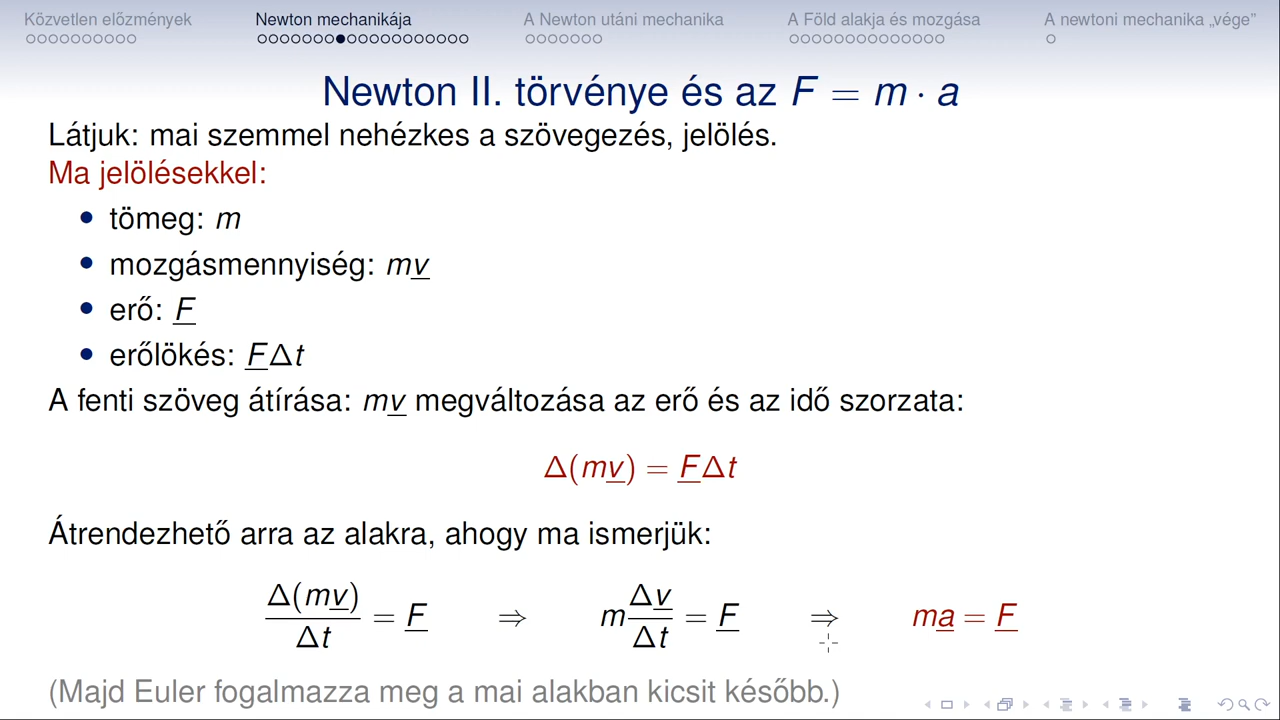 Közvetlen előzmények Newton mechanikája A Newton utáni mechanika A Föld alakja és mozgása A newtoni mechanika „vége”
Newton II. törvénye és az F = m · a
Látjuk: mai szemmel nehézkes a szövegezés, jelölés.
Ma jelölésekkel:
• tömeg: m
• mozgásmennyiség: mv
• erő: F
• erőlökés: FΔt
A fenti szöveg átírása: mv megváltozása az erő és az idő szorzata:
Δ(mv) = FΔt
Átrendezhető arra az alakra, ahogy ma ismerjük:
Δ(mv)/Δt = F ⇒ m Δv/Δt = F ⇒ ma = F
(Majd Euler fogalmazza meg a mai alakban kicsit később.)